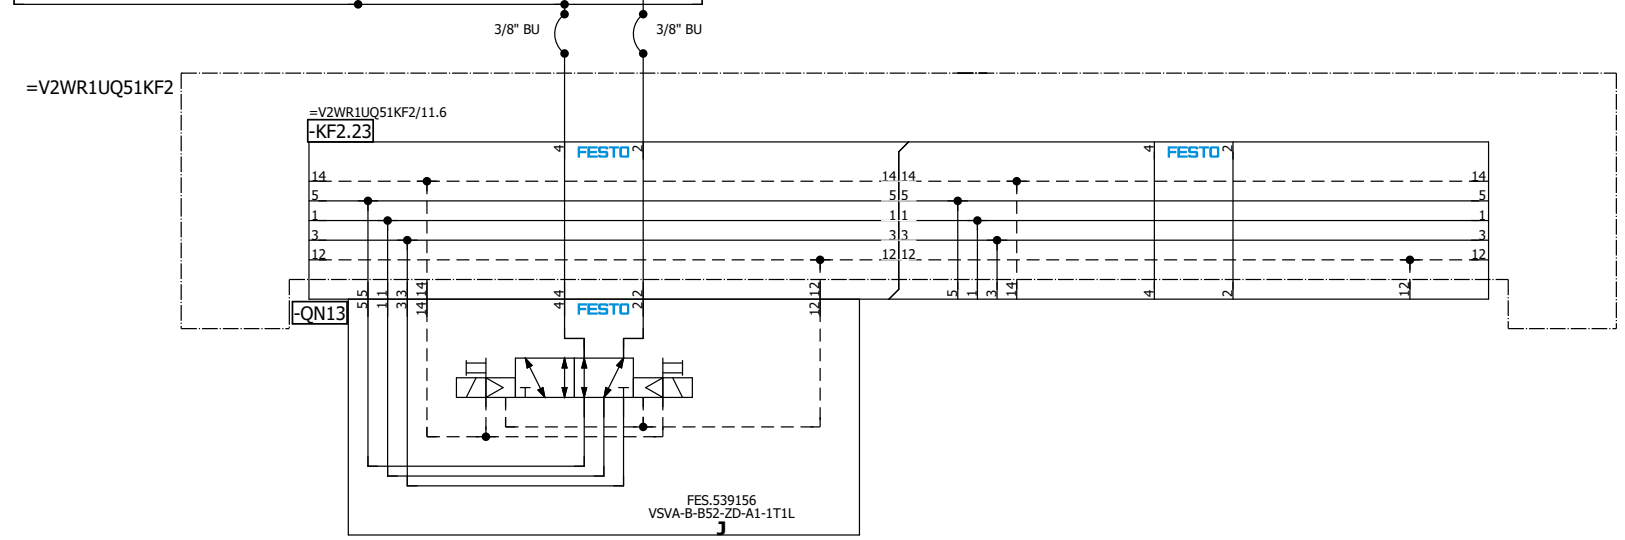 3/8" BU 3/8" BU
=V2WR1UQ51KF2
=V2WR1UQ51KF2/11.6
-KF2.23
4 FESTO 2 4 FESTO 2
14 14 14 14
5 5 5 5
1 1 1 1
3 3 3 3
12 12 12 12
5 1 3 14 4 2 12 5 1 3 14 4 2 12
-QN13
5 1 3 14 4 FESTO 2 12
FES.539156
VSVA-B-B52-ZD-A1-1T1L
J